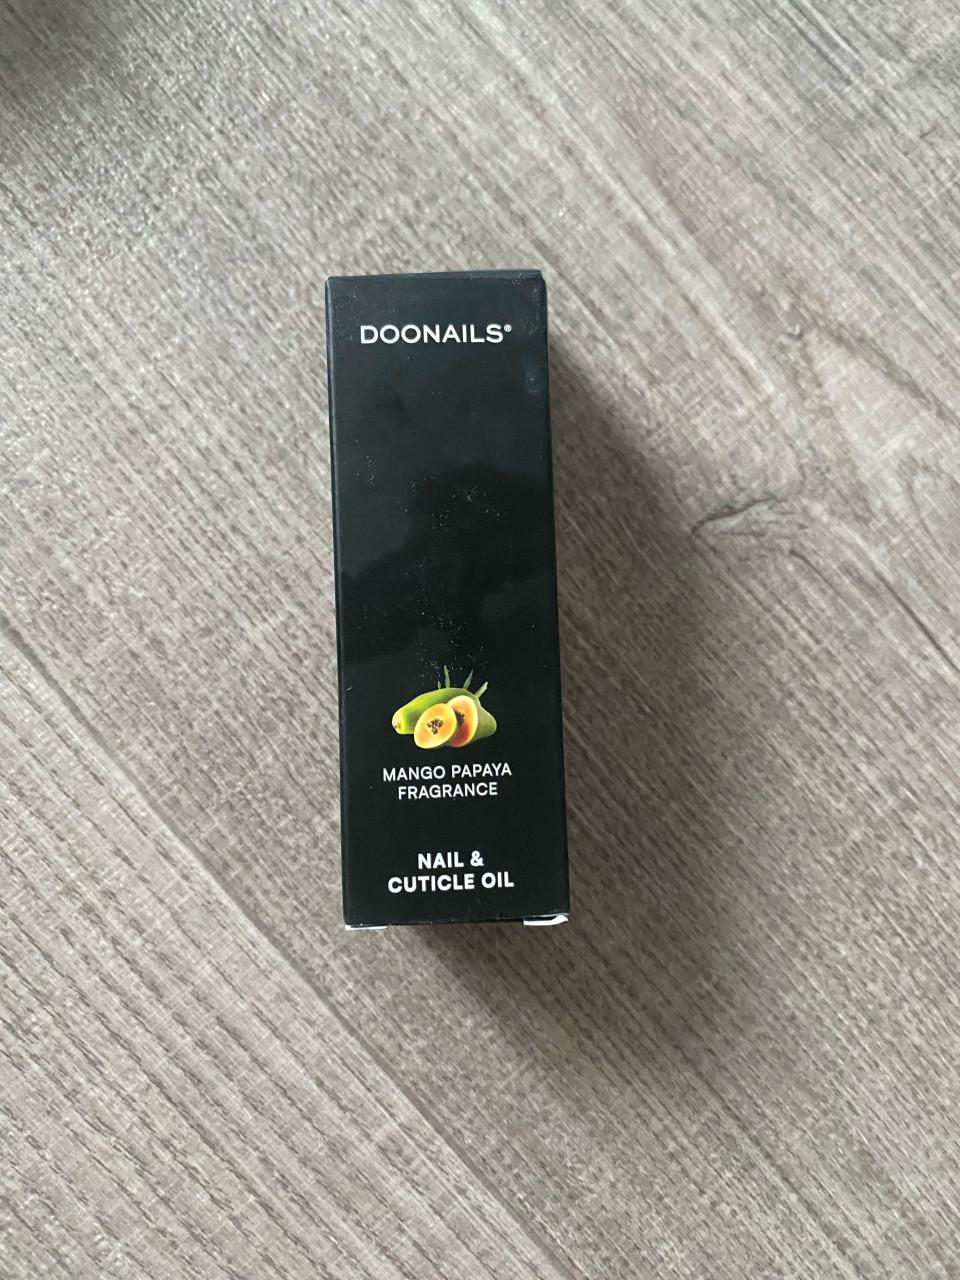 DOONAILS®
MANGO PAPAYA
FRAGRANCE
NAIL &
CUTICLE OIL